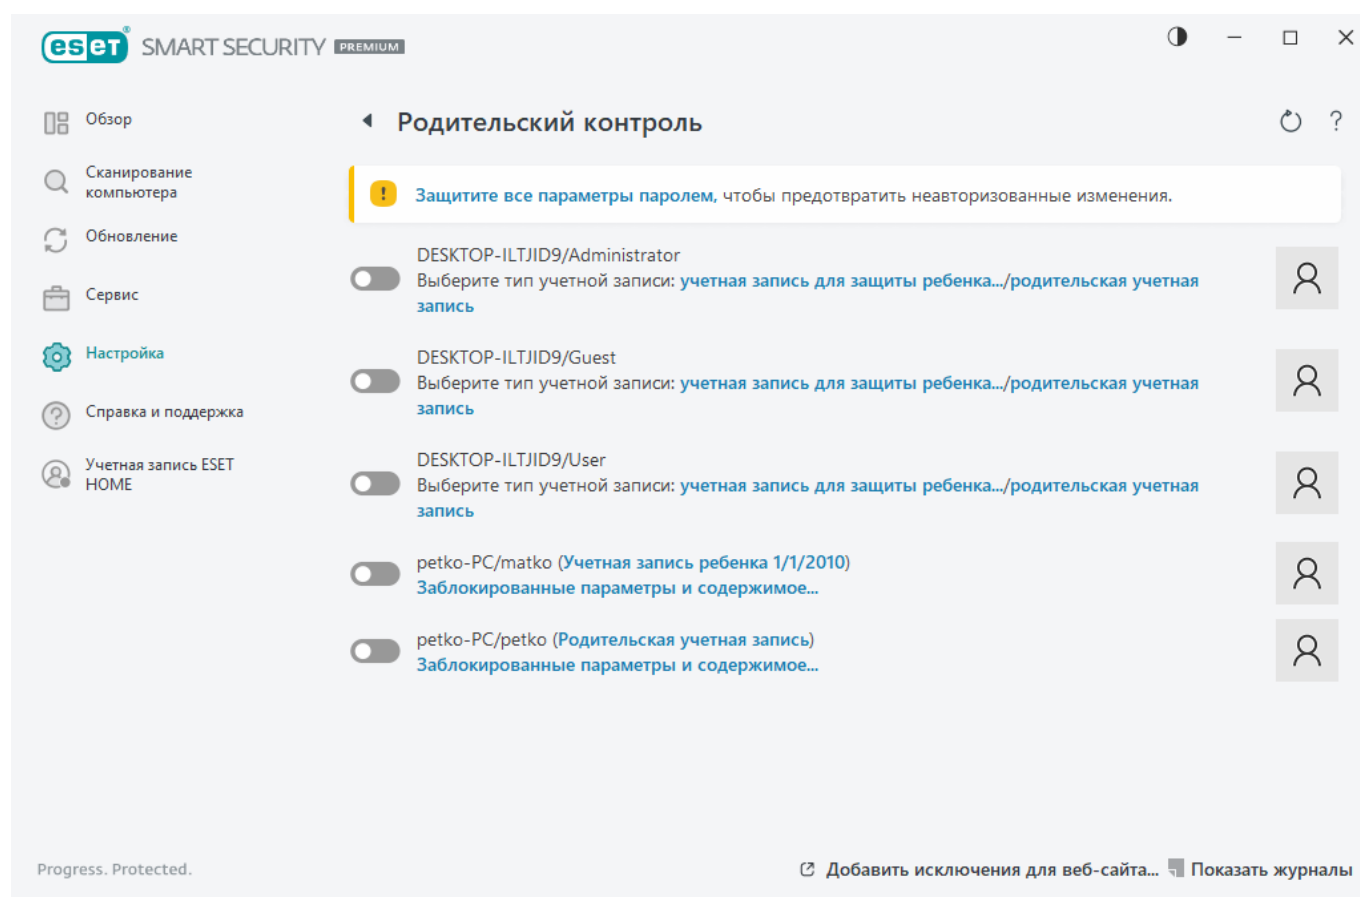 eset® SMART SECURITY PREMIUM
Обзор
Сканирование
компьютера
Обновление
Сервис
Настройка
Справка и поддержка
Учетная запись ESET
HOME
Родительский контроль
?
! Защитите все параметры паролем, чтобы предотвратить неавторизованные изменения.
DESKTOP-ILTJID9/Administrator
Выберите тип учетной записи: учетная запись для защиты ребенка.../родительская учетная
запись
DESKTOP-ILTJID9/Guest
Выберите тип учетной записи: учетная запись для защиты ребенка.../родительская учетная
запись
DESKTOP-ILTJID9/User
Выберите тип учетной записи: учетная запись для защиты ребенка.../родительская учетная
запись
petko-PC/matko (Учетная запись ребенка 1/1/2010)
Заблокированные параметры и содержимое...
petko-PC/petko (Родительская учетная запись)
Заблокированные параметры и содержимое...
Progress. Protected.
Добавить исключения для веб-сайта... Показать журналы